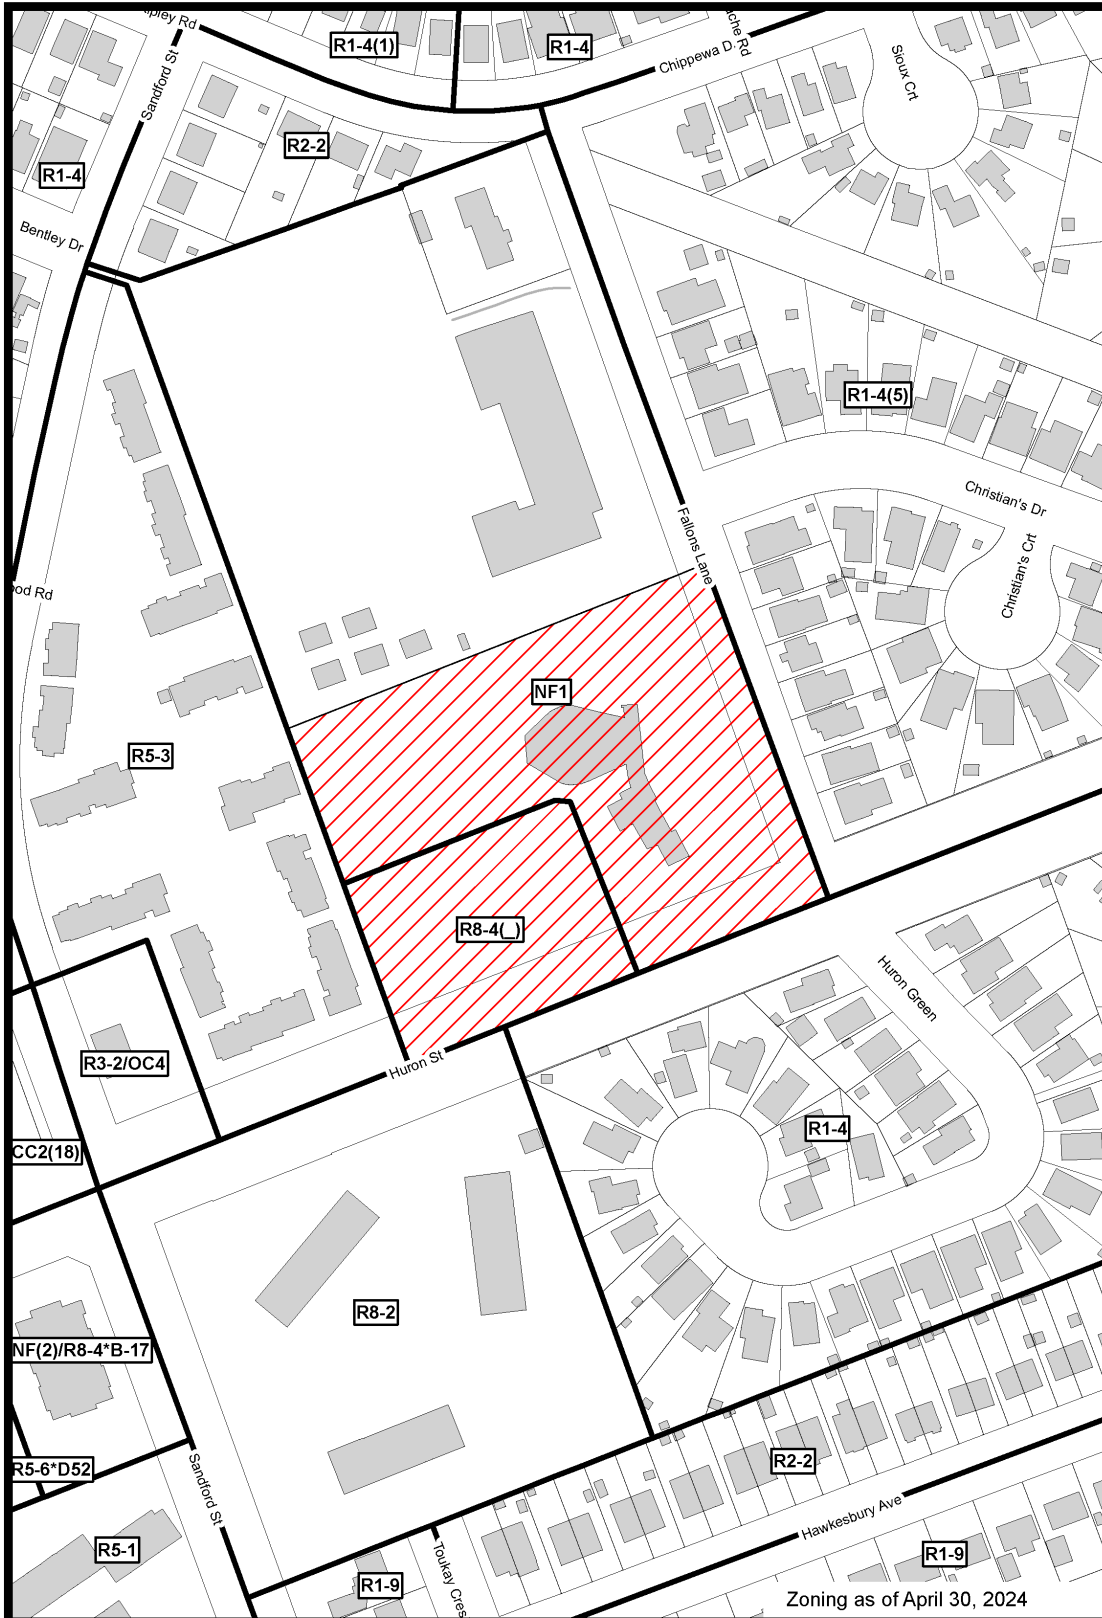 R1-4(1)
R1-4
Chippewa D
Sioux Crt
Sandford St
R2-2
R1-4
Bentley Dr
R1-4(5)
Christian's Dr
Fallons Lane
Christian's Crt
NF1
R5-3
R8-4(_)
Huron Green
Huron St
R3-2/OC4
R1-4
CC2(18)
R8-2
NF(2)/R8-4*B-17
R5-6*D52
R2-2
Sandford St
Hawkesbury Ave
R5-1
Toukay Cres
R1-9
R1-9
Zoning as of April 30, 2024